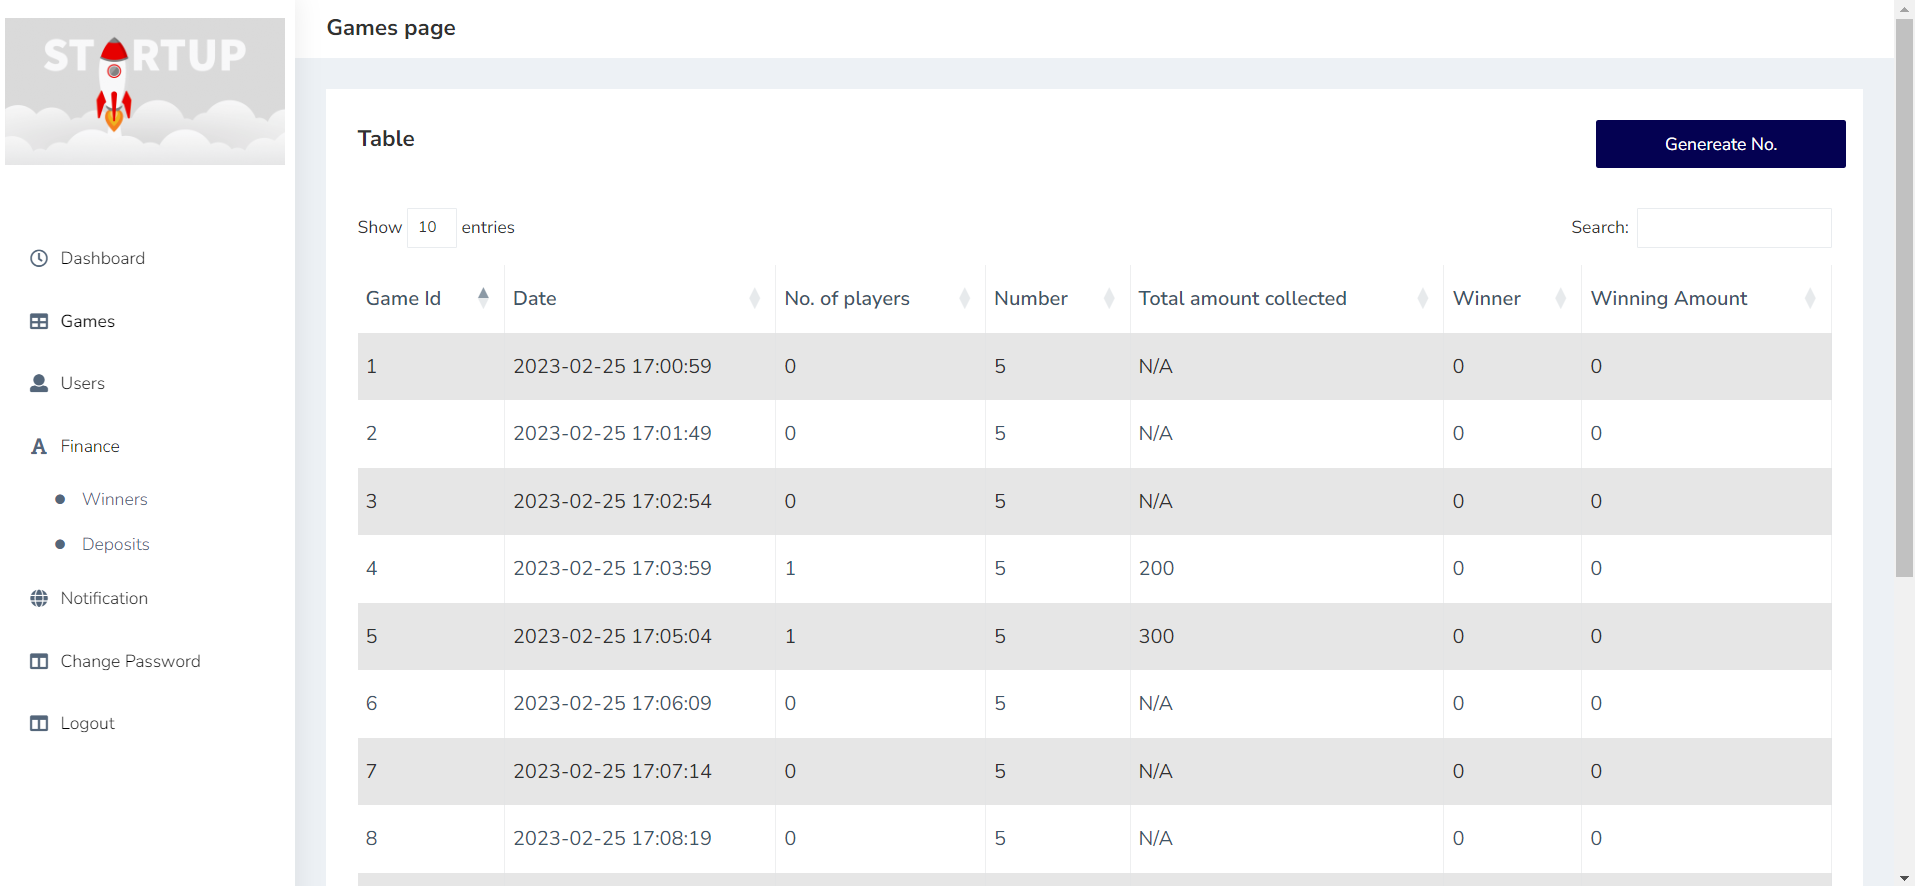 STARTUP
Dashboard
Games
Users
Finance
Winners
Deposits
Notification
Change Password
Logout
Games page
Table
Genereate No.
Show 10 entries
Search:
Game Id Date No. of players Number Total amount collected Winner Winning Amount
1 2023-02-25 17:00:59 0 5 N/A 0 0
2 2023-02-25 17:01:49 0 5 N/A 0 0
3 2023-02-25 17:02:54 0 5 N/A 0 0
4 2023-02-25 17:03:59 1 5 200 0 0
5 2023-02-25 17:05:04 1 5 300 0 0
6 2023-02-25 17:06:09 0 5 N/A 0 0
7 2023-02-25 17:07:14 0 5 N/A 0 0
8 2023-02-25 17:08:19 0 5 N/A 0 0